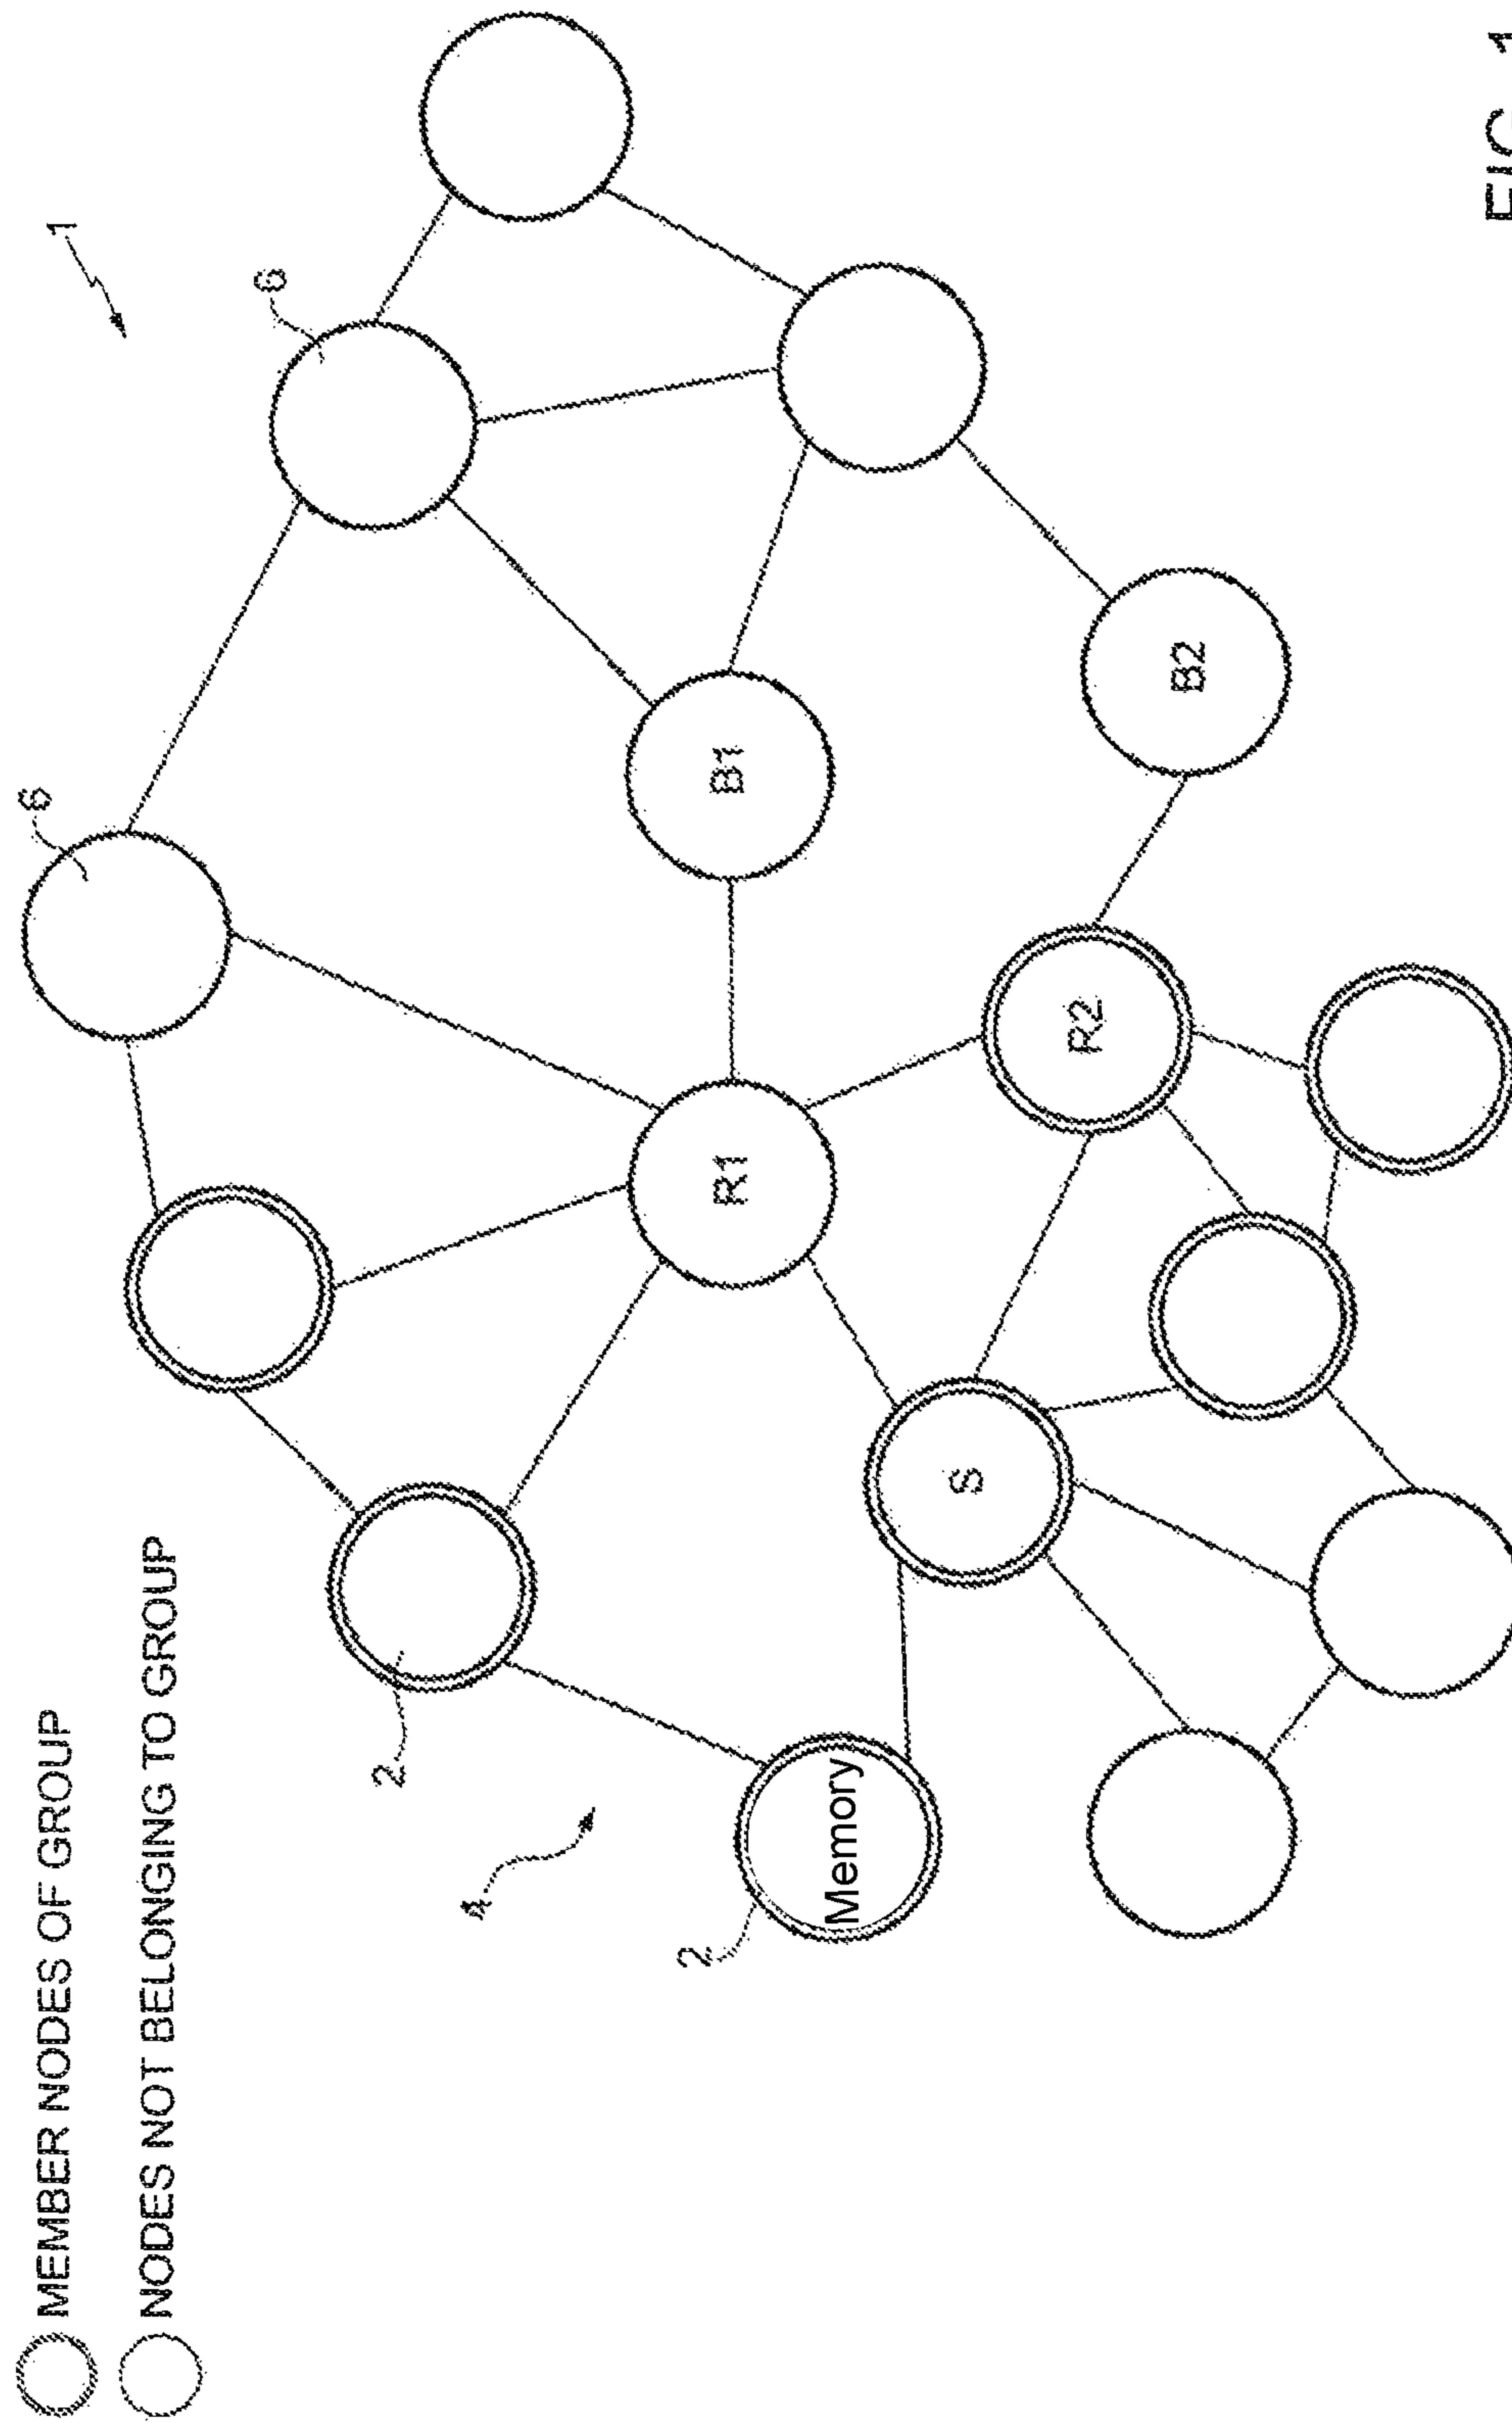 MEMBER NODES OF GROUP
NODES NOT BELONGING TO GROUP
1
6
6
2
4
2
Memory
R1
B1
S
R2
B2
FIG. 1